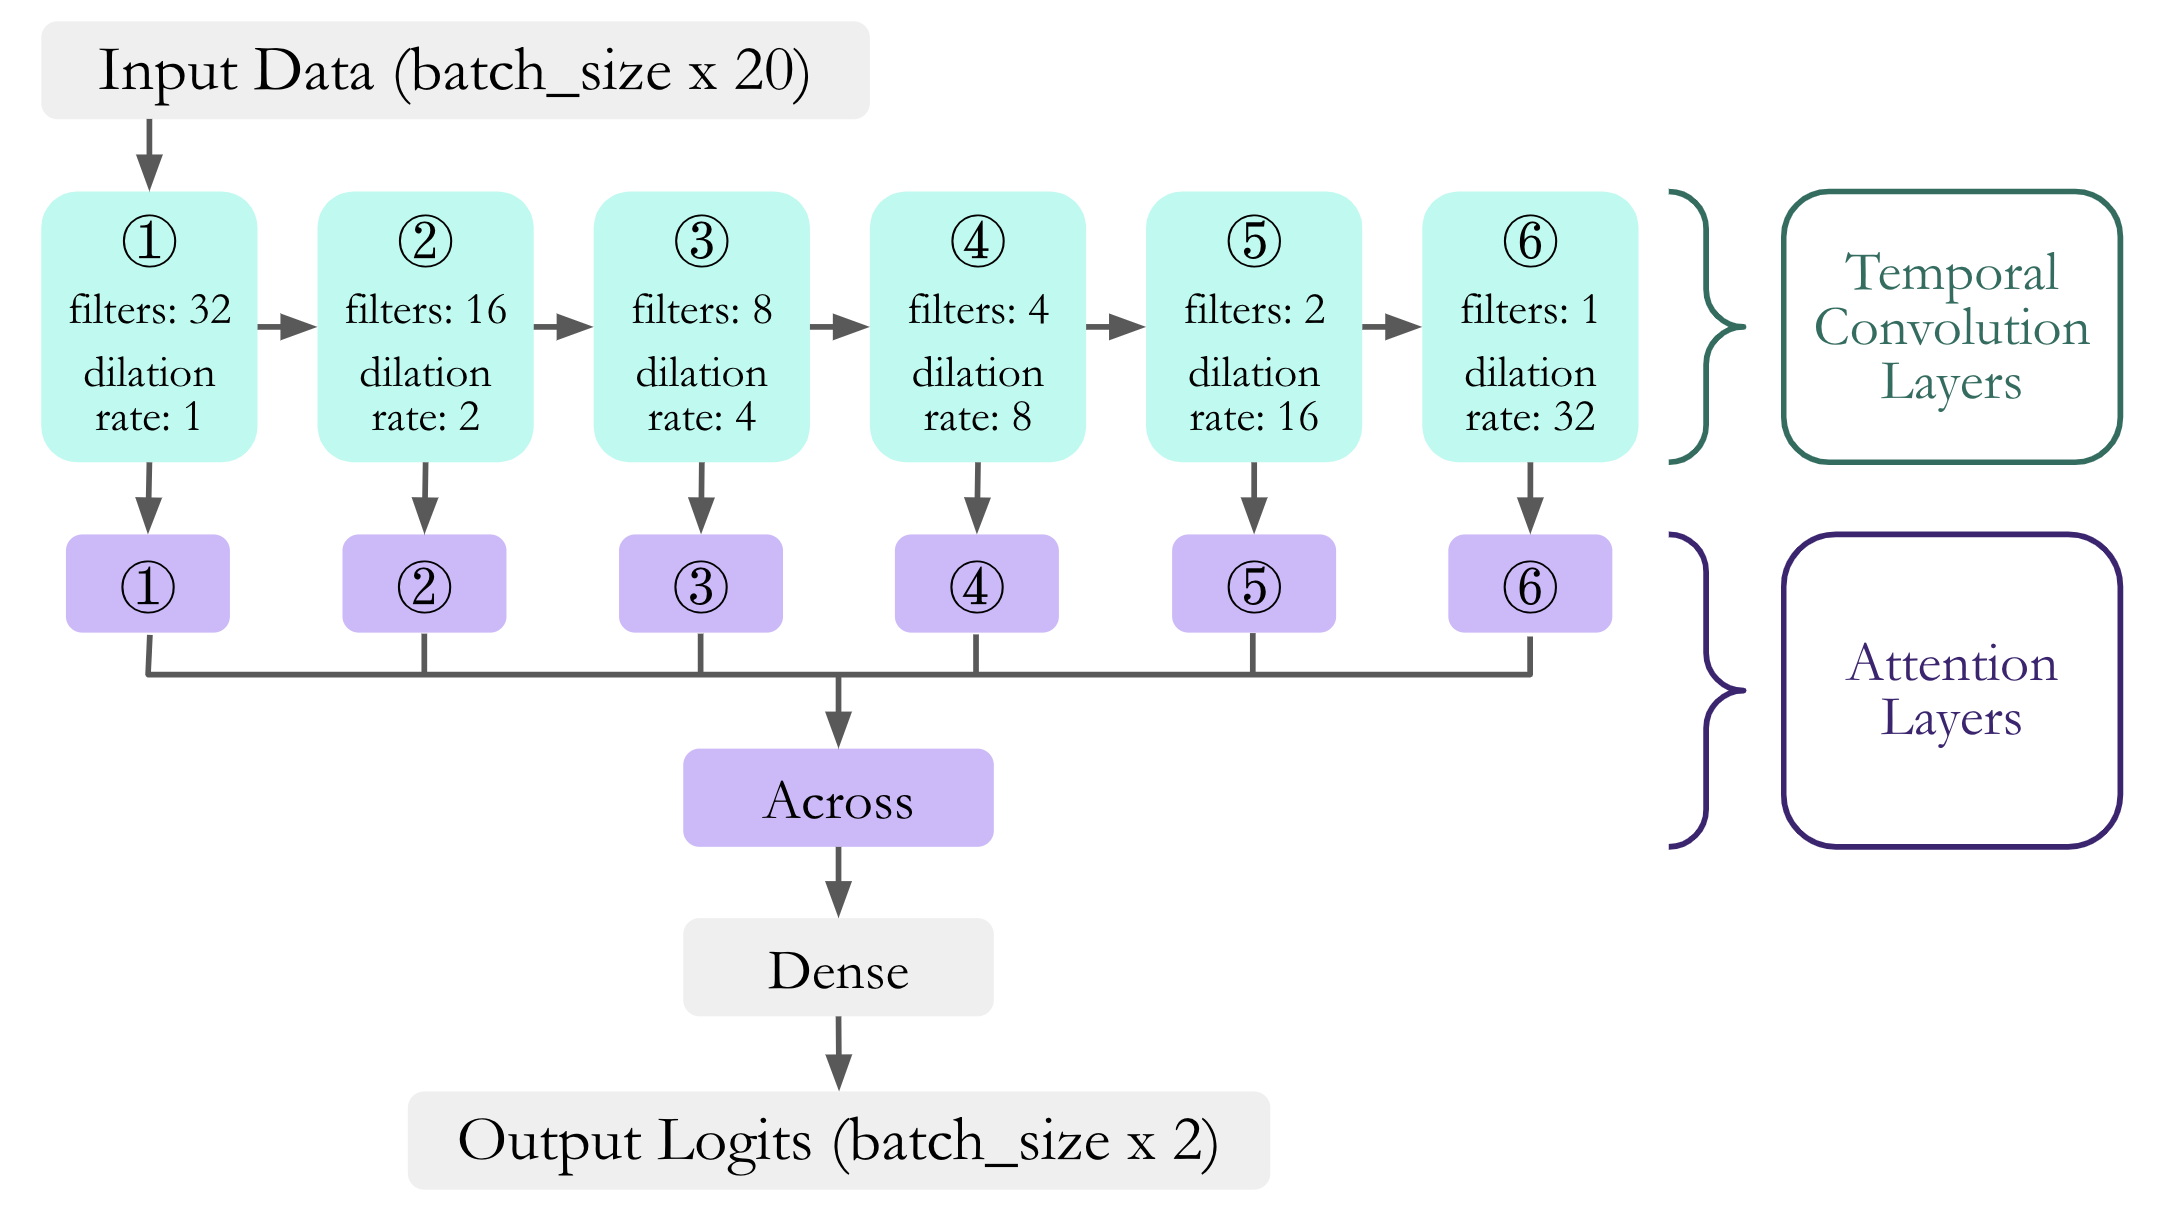 Input Data (batch_size x 20)
①
filters: 32
dilation
rate: 1
②
filters: 16
dilation
rate: 2
③
filters: 8
dilation
rate: 4
④
filters: 4
dilation
rate: 8
⑤
filters: 2
dilation
rate: 16
⑥
filters: 1
dilation
rate: 32
Temporal
Convolution
Layers
①
②
③
④
⑤
⑥
Attention
Layers
Across
Dense
Output Logits (batch_size x 2)